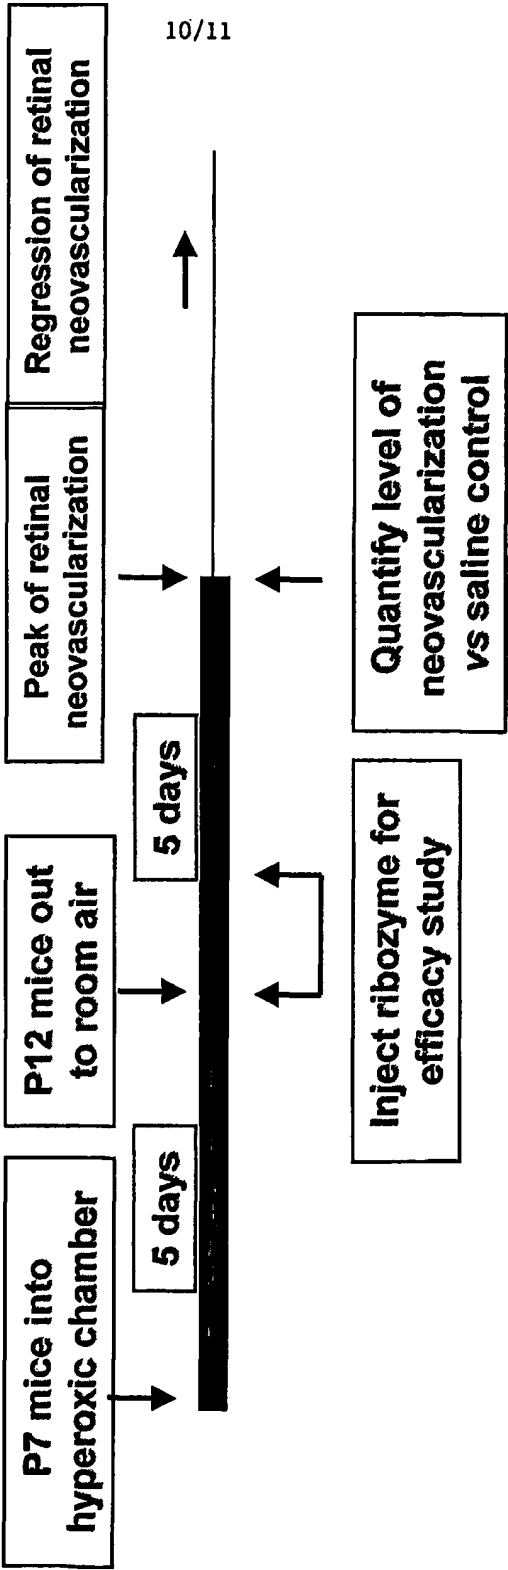 10/11
P7 mice into
hyperoxic chamber
5 days
P12 mice out
to room air
5 days
Peak of retinal
neovascularization
Regression of retinal
neovascularization
Inject ribozyme for
efficacy study
Quantify level of
neovascularization
vs saline control